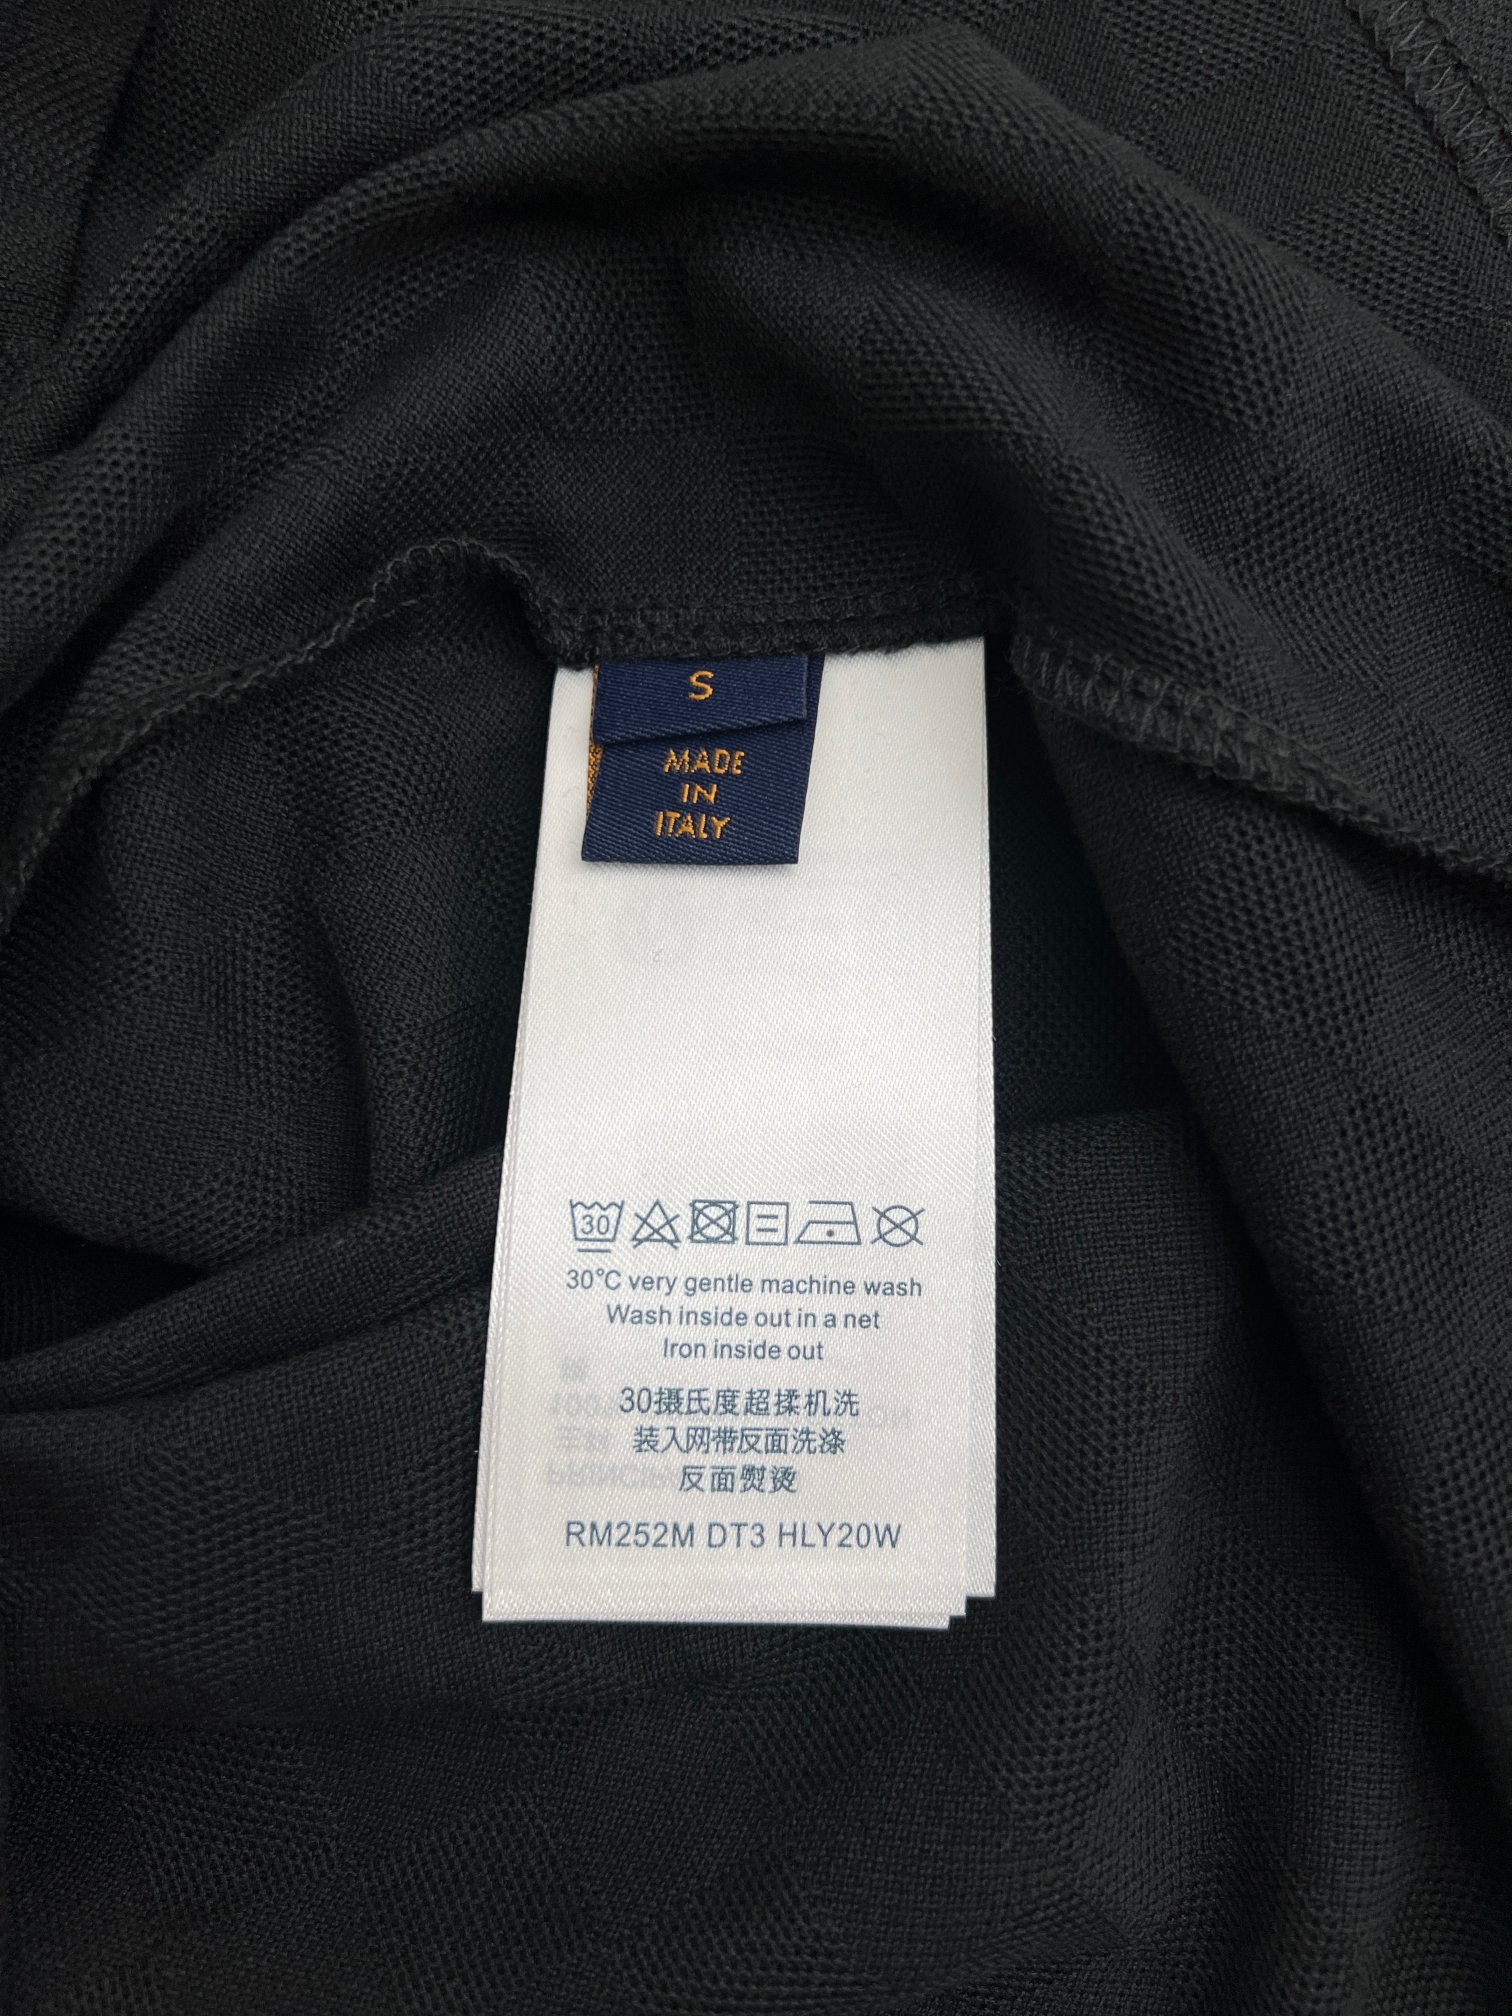 S
MADE
IN
ITALY
30
30°C very gentle machine wash
Wash inside out in a net
Iron inside out
30摄氏度超揉机洗
装入网带反面洗涤
反面熨烫
RM252M DT3 HLY20W